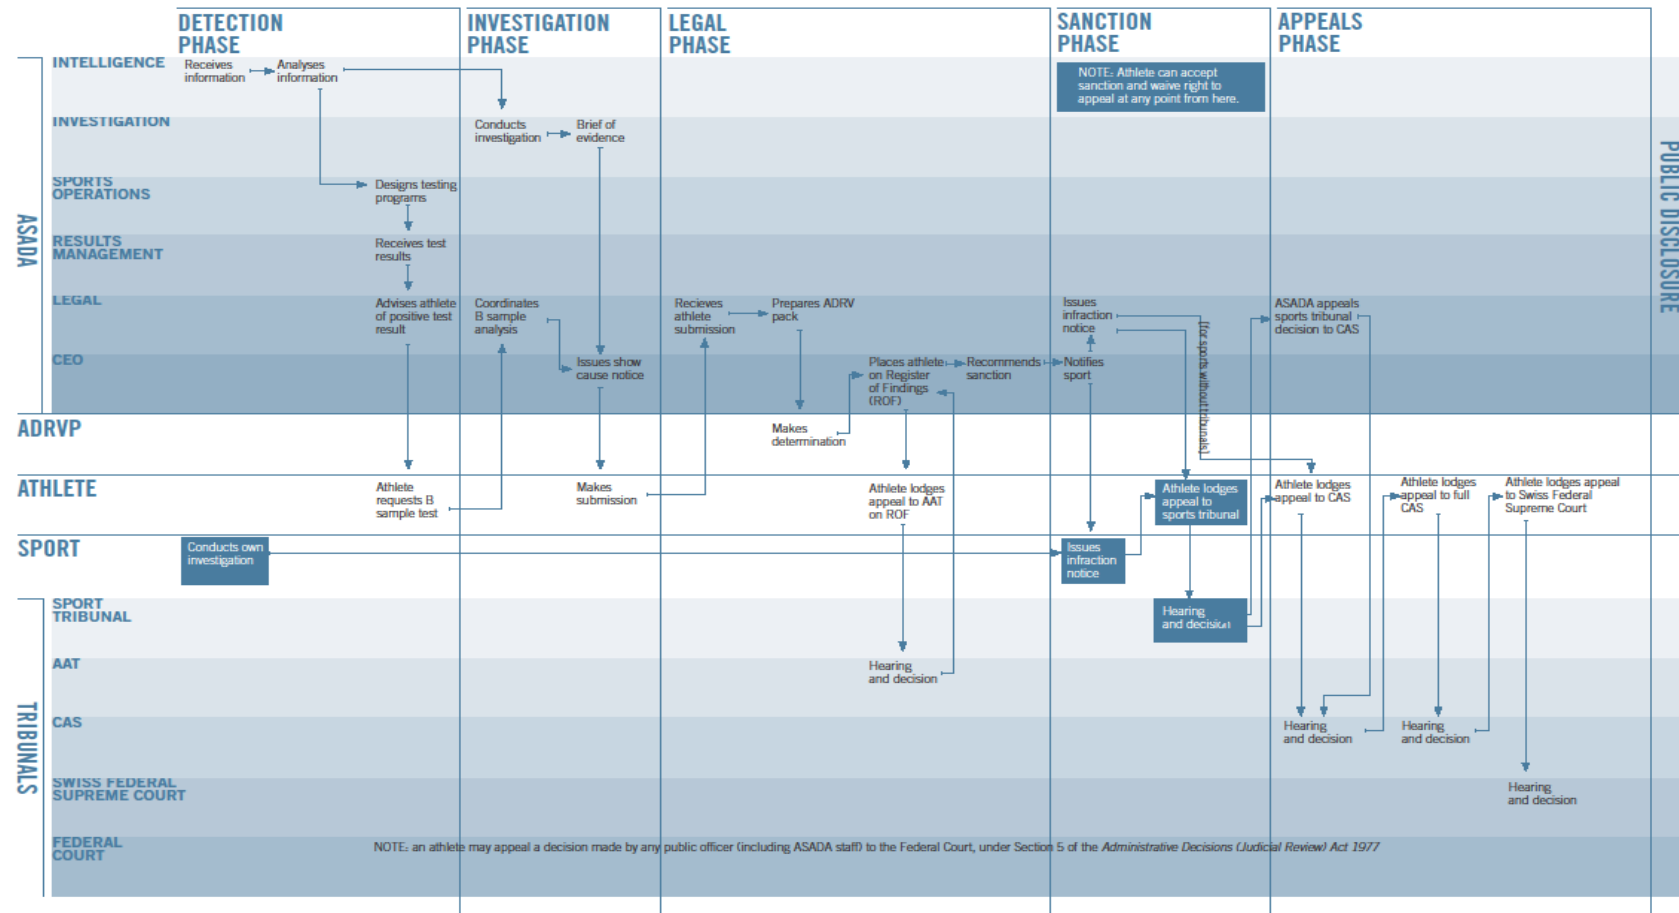 DETECTION
PHASE
INVESTIGATION
PHASE
LEGAL
PHASE
SANCTION
PHASE
APPEALS
PHASE
ASADA
INTELLIGENCE
Receives
information
Analyses
information
NOTE: Athlete can accept
sanction and waive right to
appeal at any point from here.
INVESTIGATION
Conducts
investigation
Brief of
evidence
SPORTS
OPERATIONS
Designs testing
programs
RESULTS
MANAGEMENT
Receives test
results
LEGAL
Advises athlete
of positive test
result
Coordinates
B sample
analysis
Recieves
athlete
submission
Prepares ADRV
pack
Issues
infraction
notice
[for sports without tribunals]
ASADA appeals
sports tribunal
decision to CAS
CEO
Issues show
cause notice
Places athlete
on Register
of Findings
(ROF)
Recommends
sanction
Notifies
sport
ADRVP
Makes
determination
ATHLETE
Athlete
requests B
sample test
Makes
submission
Athlete lodges
appeal to AAT
on ROF
Athlete lodges
appeal to
sports tribunal
Athlete lodges
appeal to CAS
Athlete lodges
appeal to full
CAS
Athlete lodges appeal
to Swiss Federal
Supreme Court
SPORT
Conducts own
investigation
Issues
infraction
notice
TRIBUNALS
SPORT
TRIBUNAL
Hearing
and decision
AAT
Hearing
and decision
CAS
Hearing
and decision
Hearing
and decision
SWISS FEDERAL
SUPREME COURT
Hearing
and decision
FEDERAL
COURT
NOTE: an athlete may appeal a decision made by any public officer (including ASADA staff) to the Federal Court, under Section 5 of the Administrative Decisions (Judicial Review) Act 1977
PUBLIC DISCLOSURE